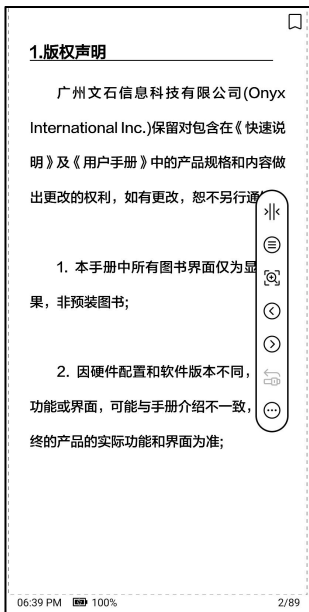 1.版权声明
广州文石信息科技有限公司(Onyx
International Inc.)保留对包含在《快速说
明》及《用户手册》中的产品规格和内容做
出更改的权利，如有更改，恕不另行通
1. 本手册中所有图书界面仅为显
果，非预装图书;
2. 因硬件配置和软件版本不同，
功能或界面，可能与手册介绍不一致，
终的产品的实际功能和界面为准;
06:39 PM 100% 2/89